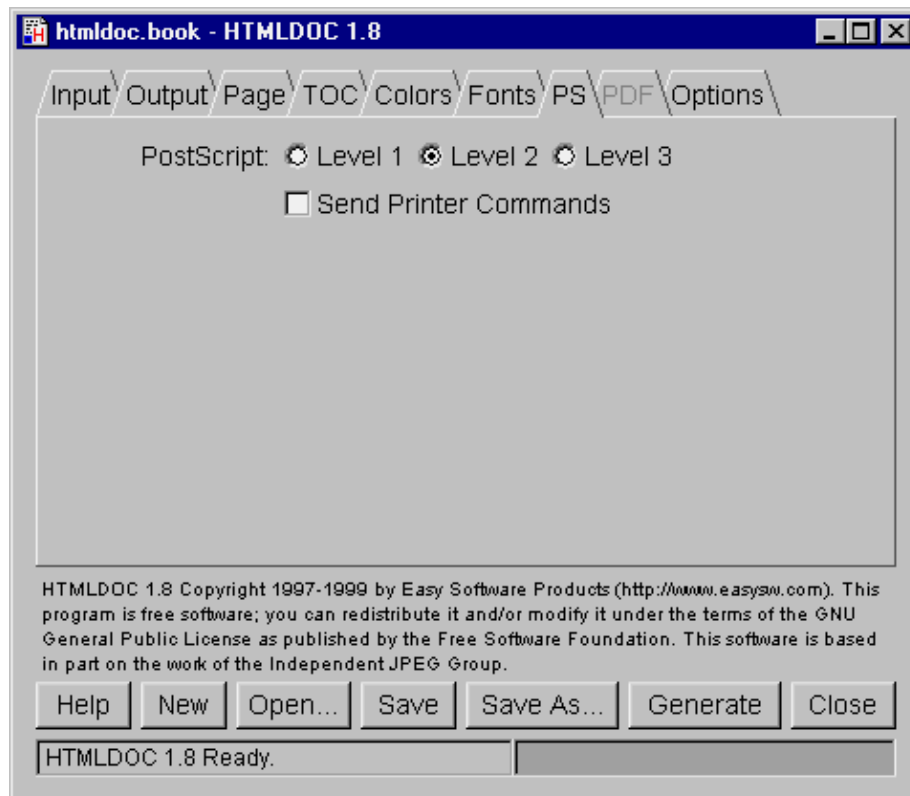 htmldoc.book - HTMLDOC 1.8
Input Output Page TOC Colors Fonts PS PDF Options
PostScript: Level 1 Level 2 Level 3
Send Printer Commands
HTMLDOC 1.8 Copyright 1997-1999 by Easy Software Products (http://www.easysw.com). This
program is free software; you can redistribute it and/or modify it under the terms of the GNU
General Public License as published by the Free Software Foundation. This software is based
in part on the work of the Independent JPEG Group.
Help New Open... Save Save As... Generate Close
HTMLDOC 1.8 Ready.